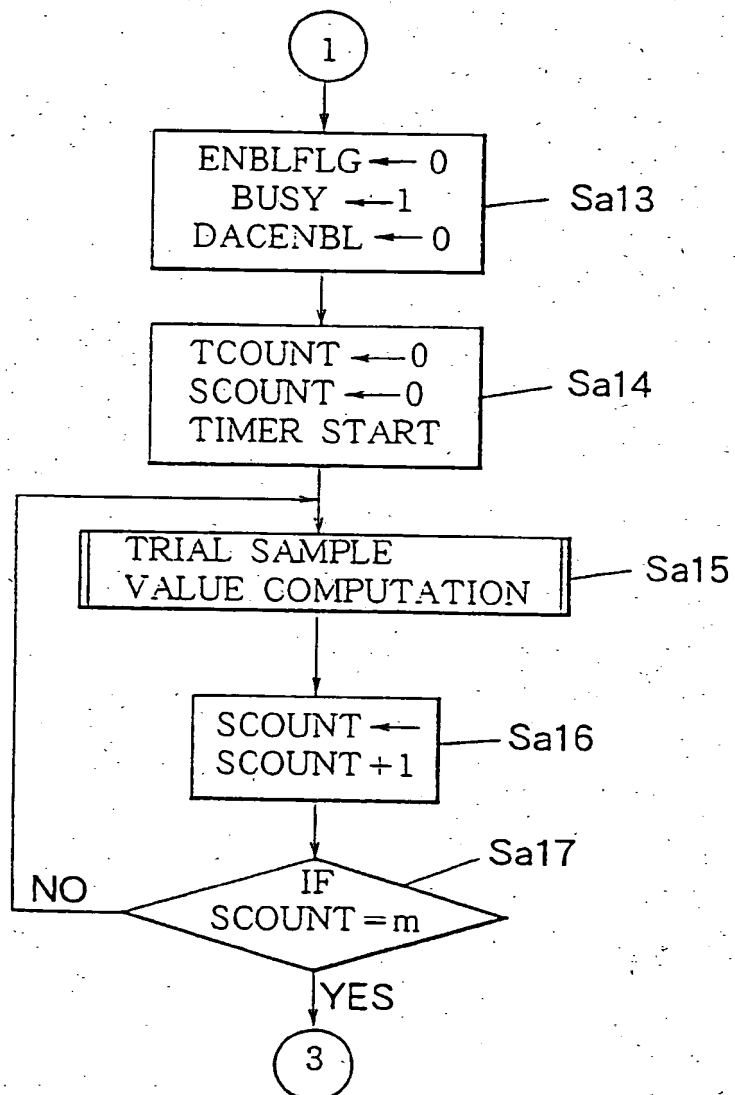 1
ENBLFLG ← 0
BUSY ← 1
DACENBL ← 0
Sa13
TCOUNT ← 0
SCOUNT ← 0
TIMER START
Sa14
TRIAL SAMPLE
VALUE COMPUTATION
Sa15
SCOUNT ←
SCOUNT+1
Sa16
Sa17
IF
SCOUNT=m
NO
YES
3